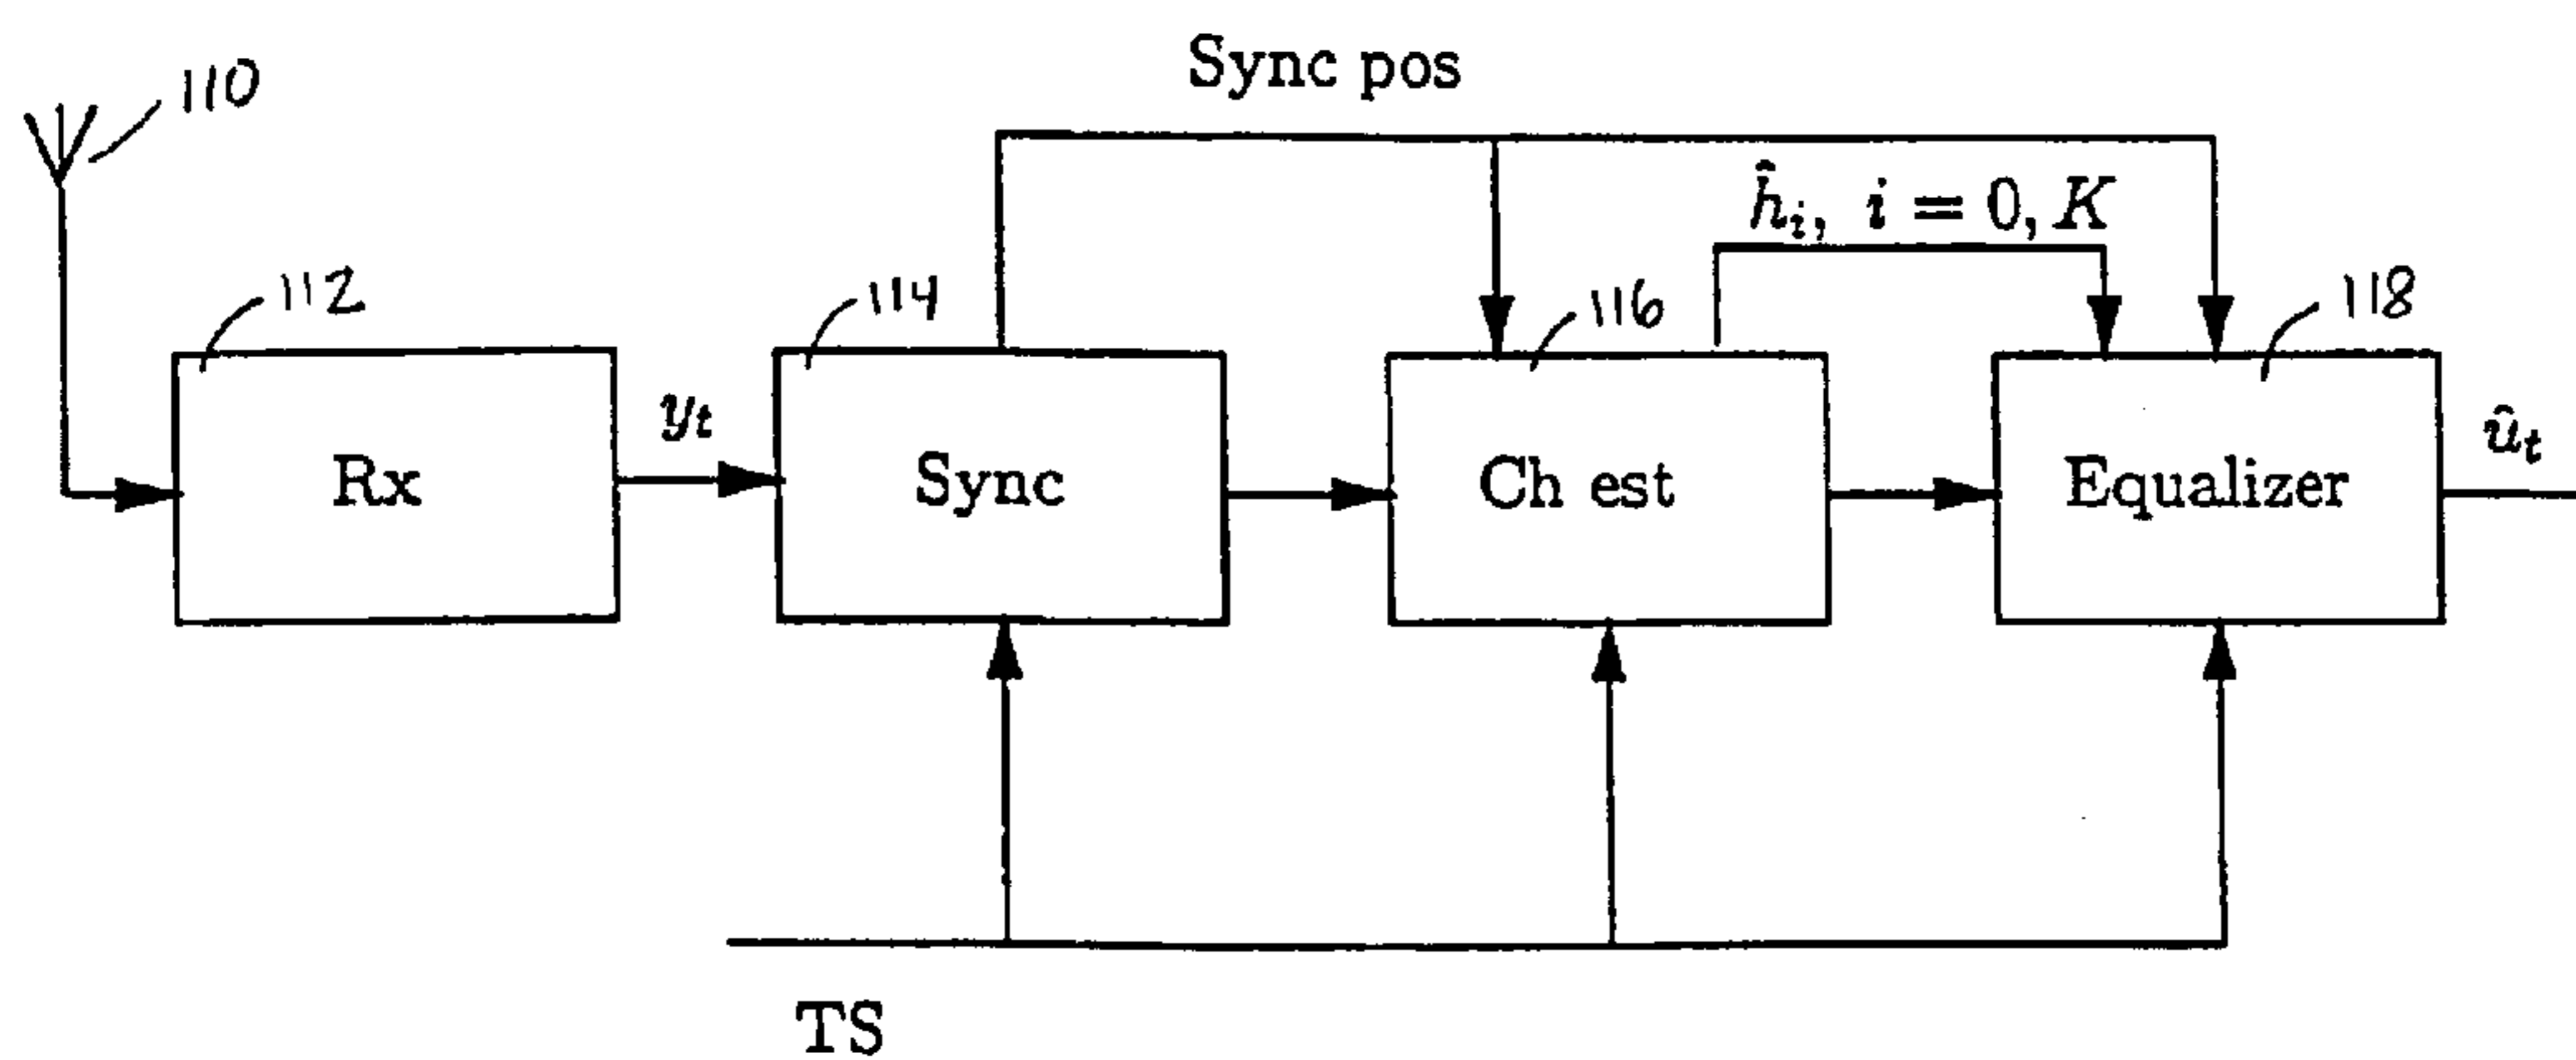 Sync pos
110
ĥᵢ, i = 0, K
112
114
116
118
Rx
yₜ
Sync
Ch est
Equalizer
ûₜ
TS